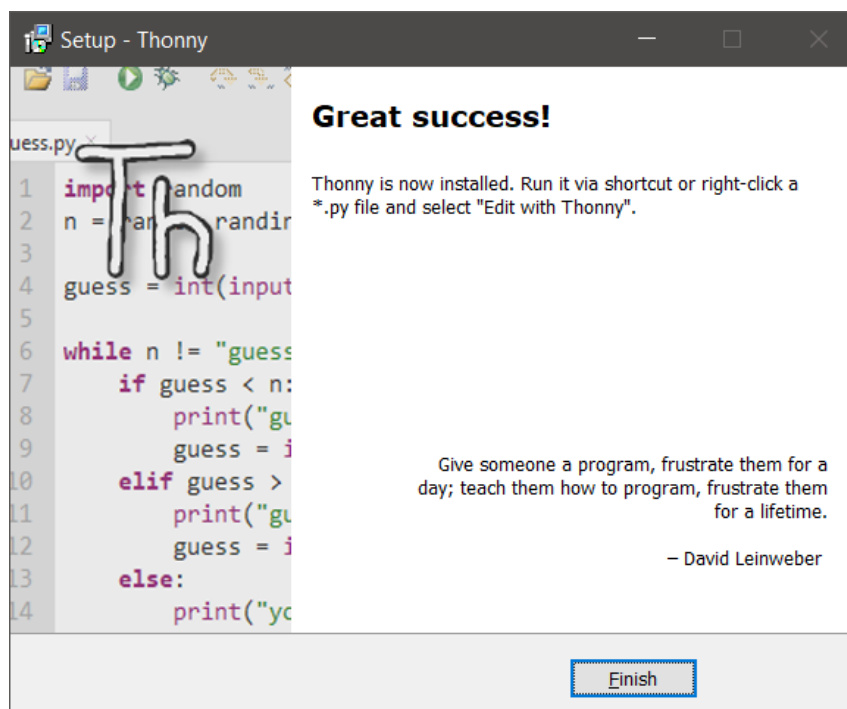 Setup - Thonny
uess.py
Th
1 import random
2 n = ran randin
3
4 guess = int(input
5
6 while n != "guess
7 if guess < n:
8 print("gu
9 guess = i
10 elif guess >
11 print("gu
12 guess = i
13 else:
14 print("yo
Great success!
Thonny is now installed. Run it via shortcut or right-click a
*.py file and select "Edit with Thonny".
Give someone a program, frustrate them for a
day; teach them how to program, frustrate them
for a lifetime.
– David Leinweber
Finish